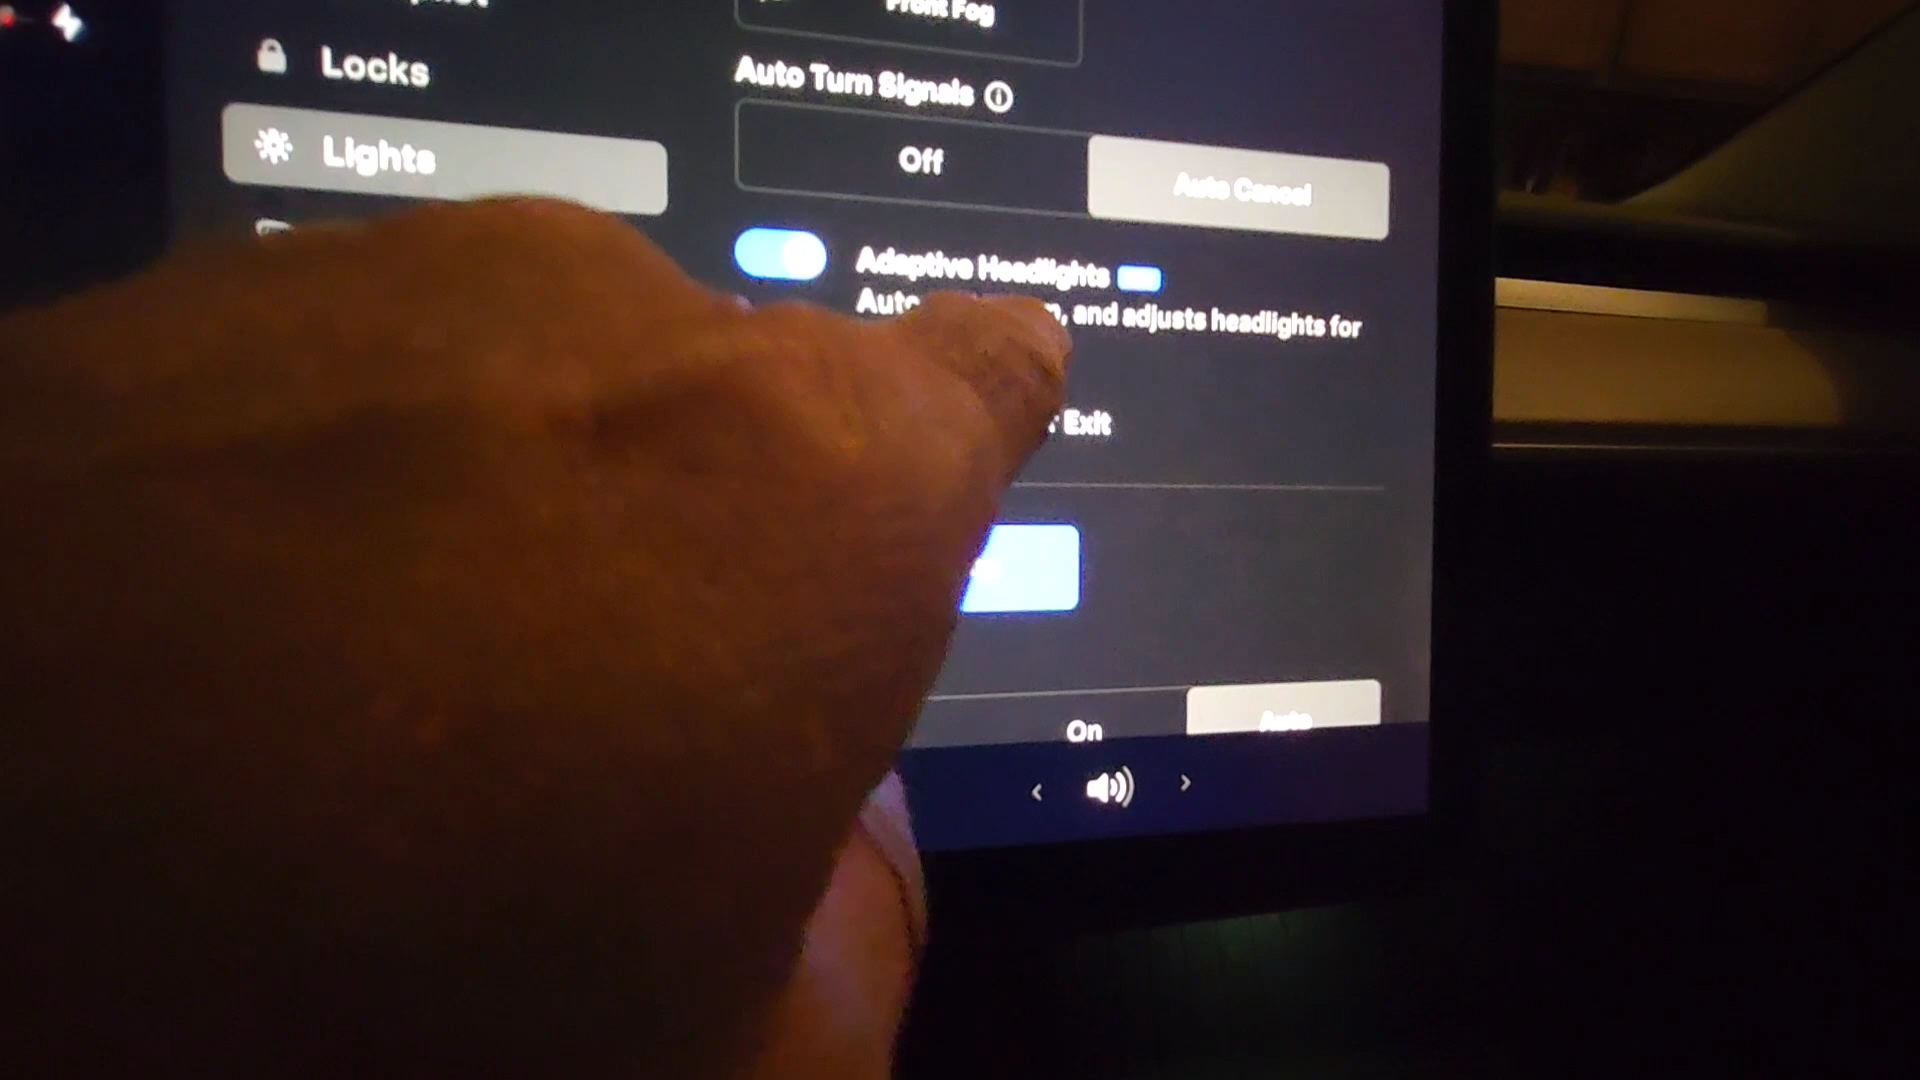 Front Fog
Locks
Auto Turn Signals
Lights
Off
Auto Cancel
Adaptive Headlights
Auto
, and adjusts headlights for
Exit
On
Auto